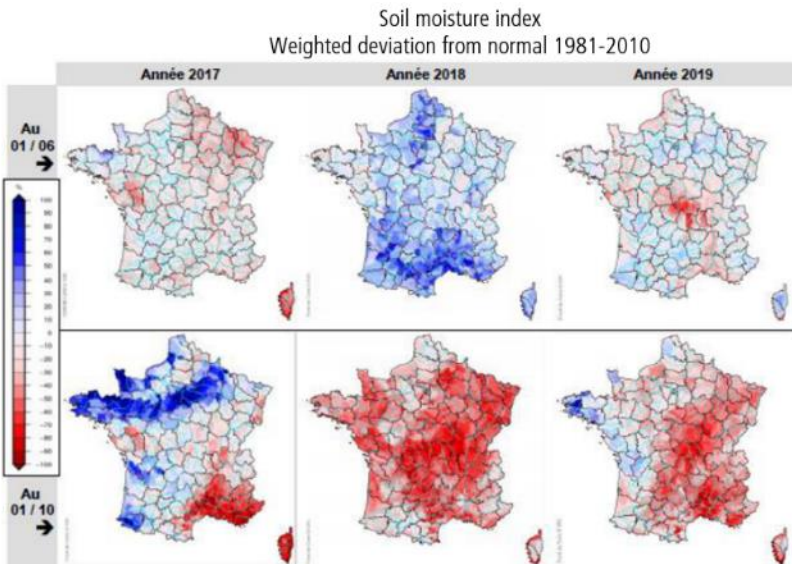 Soil moisture index
Weighted deviation from normal 1981-2010
Année 2017
Année 2018
Année 2019
Au
01 / 06
%
100
90
80
70
60
50
40
30
20
10
0
-10
-20
-30
-40
-50
-60
-70
-80
-90
-100
Au
01 / 10